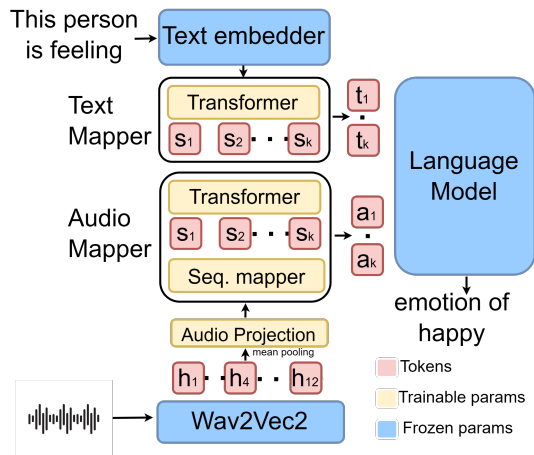 This person
is feeling
Text embedder
Text
Mapper
Transformer
s1 s2 · · · sk
t1
·
tk
Language
Model
Audio
Mapper
Transformer
s1 s2 · · · sk
Seq. mapper
a1
·
ak
emotion of
happy
Audio Projection
mean pooling
h1 · · h4 · · h12
Wav2Vec2
Tokens
Trainable params
Frozen params